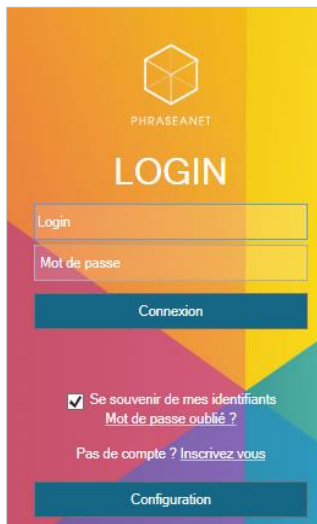 PHRASEANET
LOGIN
Login
Mot de passe
Connexion
Se souvenir de mes identifiants
Mot de passe oublié ?
Pas de compte ? Inscrivez vous
Configuration